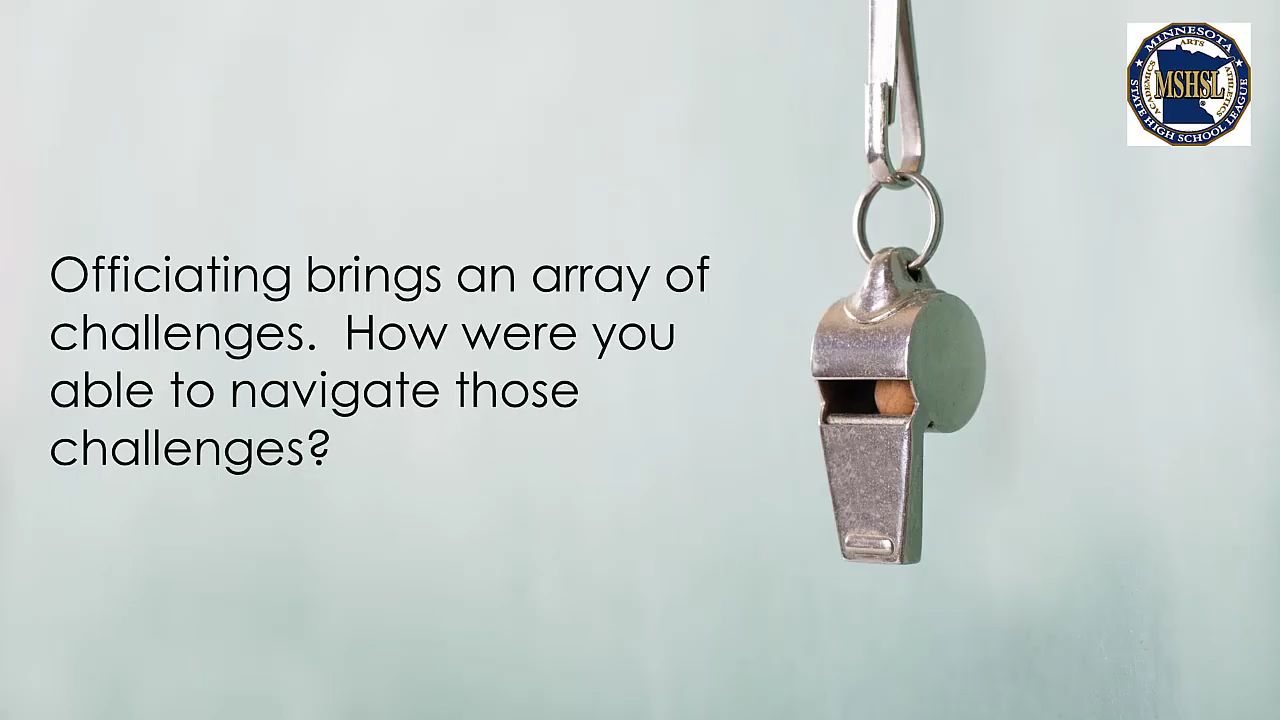 Officiating brings an array of
challenges.  How were you
able to navigate those
challenges?
MINNESOTA
ARTS
ACADEMICS
MSHSL
ATHLETICS
STATE HIGH SCHOOL LEAGUE